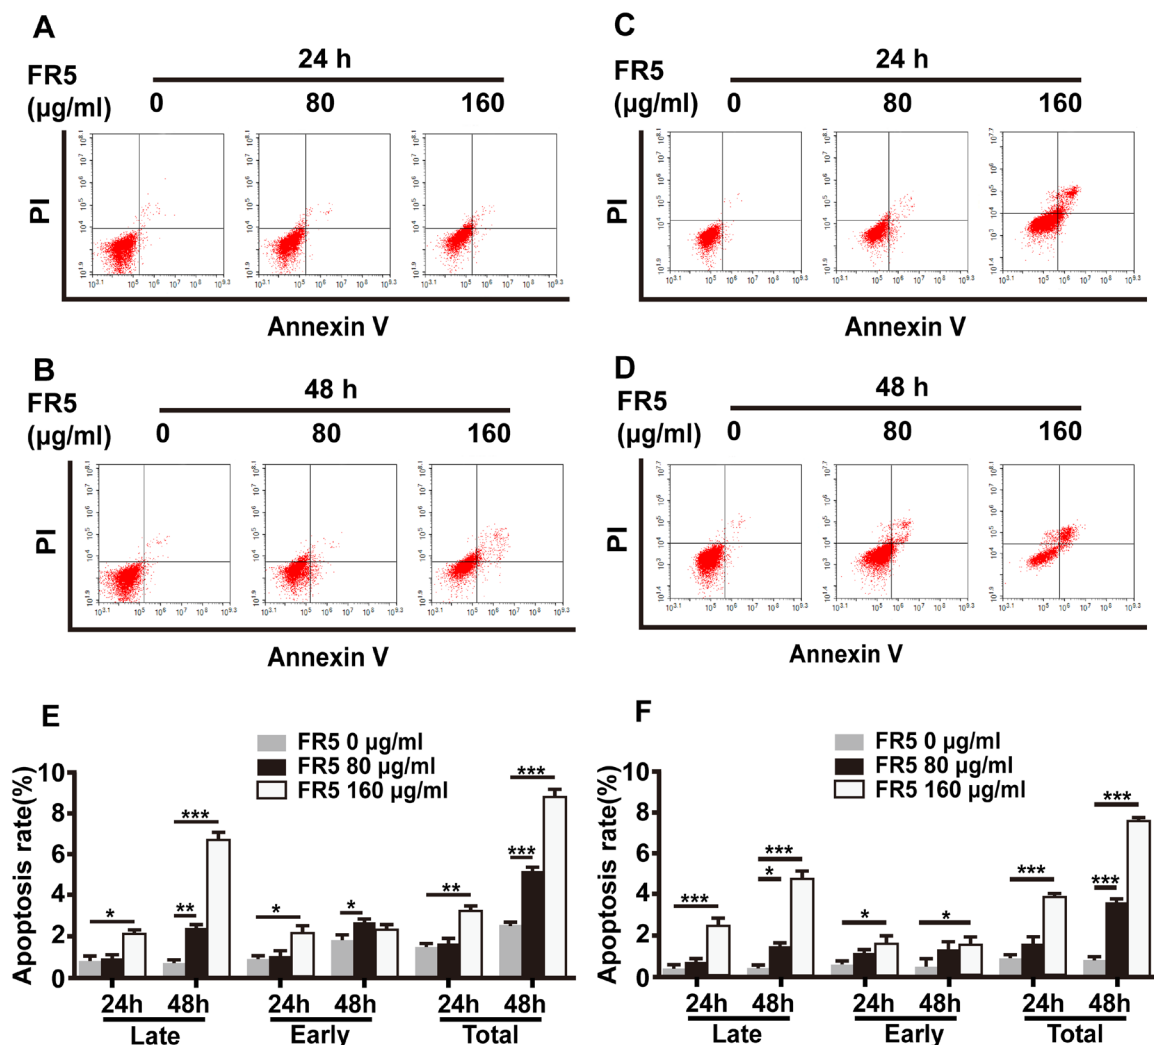 A
24 h
FR5
(µg/ml)
0
80
160
PI
Annexin V
C
24 h
FR5
(µg/ml)
0
80
160
PI
Annexin V
B
48 h
FR5
(µg/ml)
0
80
160
PI
Annexin V
D
48 h
FR5
(µg/ml)
0
80
160
PI
Annexin V
E
FR5 0 µg/ml
FR5 80 µg/ml
FR5 160 µg/ml
Apoptosis rate(%)
10
8
6
4
2
0
* ** *** * * ** *** ***
24h 48h 24h 48h 24h 48h
Late Early Total
F
FR5 0 µg/ml
FR5 80 µg/ml
FR5 160 µg/ml
Apoptosis rate(%)
10
8
6
4
2
0
*** * *** * * *** *** ***
24h 48h 24h 48h 24h 48h
Late Early Total